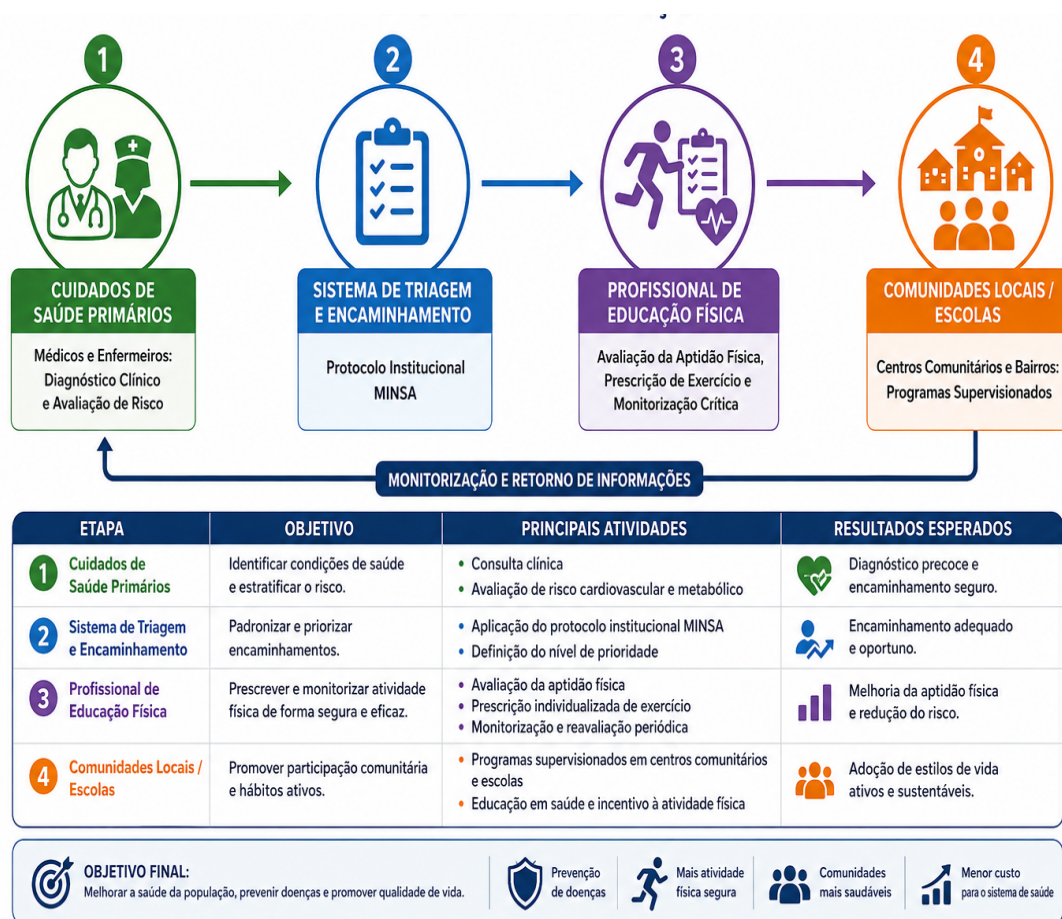 1
2
3
4
CUIDADOS DE
SAÚDE PRIMÁRIOS
Médicos e Enfermeiros:
Diagnóstico Clínico
e Avaliação de Risco
SISTEMA DE TRIAGEM
E ENCAMINHAMENTO
Protocolo Institucional
MINSA
PROFISSIONAL DE
EDUCAÇÃO FÍSICA
Avaliação da Aptidão Física,
Prescrição de Exercício e
Monitorização Crítica
COMUNIDADES LOCAIS /
ESCOLAS
Centros Comunitários e Bairros:
Programas Supervisionados
MONITORIZAÇÃO E RETORNO DE INFORMAÇÕES
ETAPA OBJETIVO PRINCIPAIS ATIVIDADES RESULTADOS ESPERADOS
1
Cuidados de
Saúde Primários
Identificar condições de saúde
e estratificar o risco.
• Consulta clínica
• Avaliação de risco cardiovascular e metabólico
Diagnóstico precoce e
encaminhamento seguro.
2
Sistema de Triagem
e Encaminhamento
Padronizar e priorizar
encaminhamentos.
• Aplicação do protocolo institucional MINSA
• Definição do nível de prioridade
Encaminhamento adequado
e oportuno.
3
Profissional de
Educação Física
Prescrever e monitorizar atividade
física de forma segura e eficaz.
• Avaliação da aptidão física
• Prescrição individualizada de exercício
• Monitorização e reavaliação periódica
Melhoria da aptidão física
e redução do risco.
4
Comunidades Locais /
Escolas
Promover participação comunitária
e hábitos ativos.
• Programas supervisionados em centros comunitários
e escolas
• Educação em saúde e incentivo à atividade física
Adoção de estilos de vida
ativos e sustentáveis.
OBJETIVO FINAL:
Melhorar a saúde da população, prevenir doenças e promover qualidade de vida.
Prevenção
de doenças
Mais atividade
física segura
Comunidades
mais saudáveis
Menor custo
para o sistema de saúde